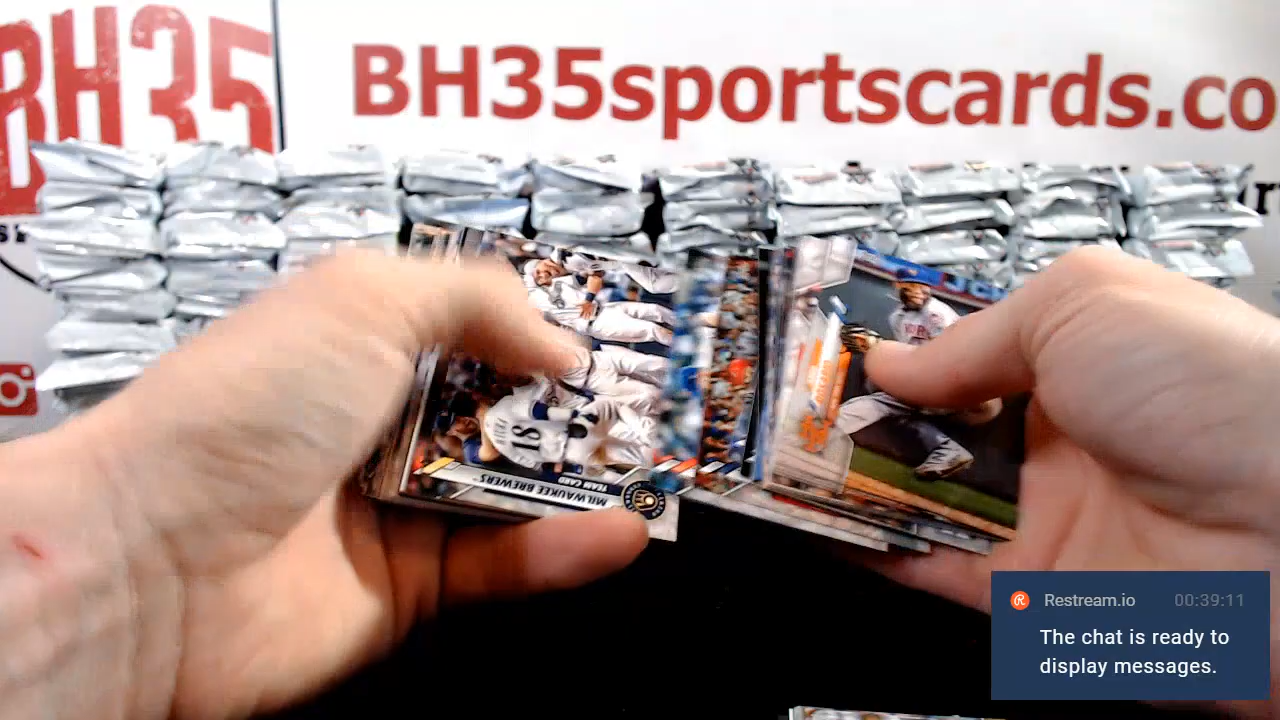 BH35
BH35sportscards.co
18
MILWAUKEE BREWERS
TEAM CARD
Restream.io 00:39:11
The chat is ready to
display messages.